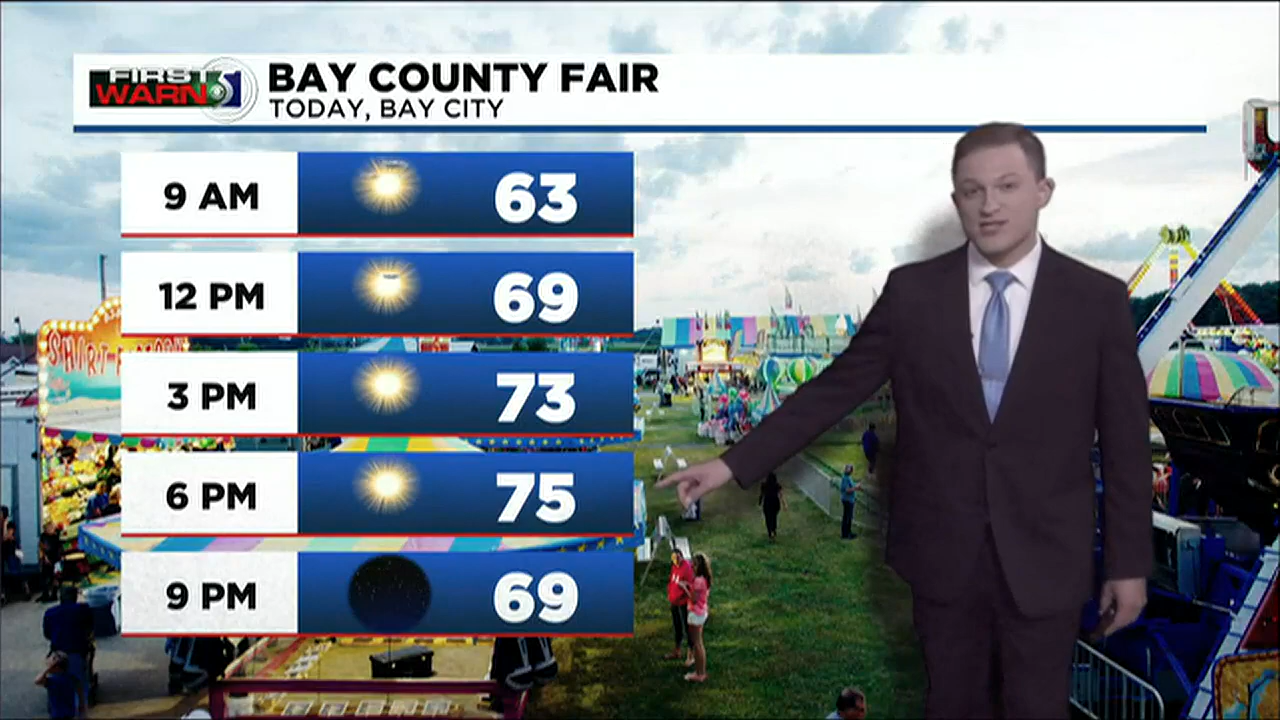 FIRST
WARN 5
BAY COUNTY FAIR
TODAY, BAY CITY
9 AM 63
12 PM 69
3 PM 73
6 PM 75
9 PM 69